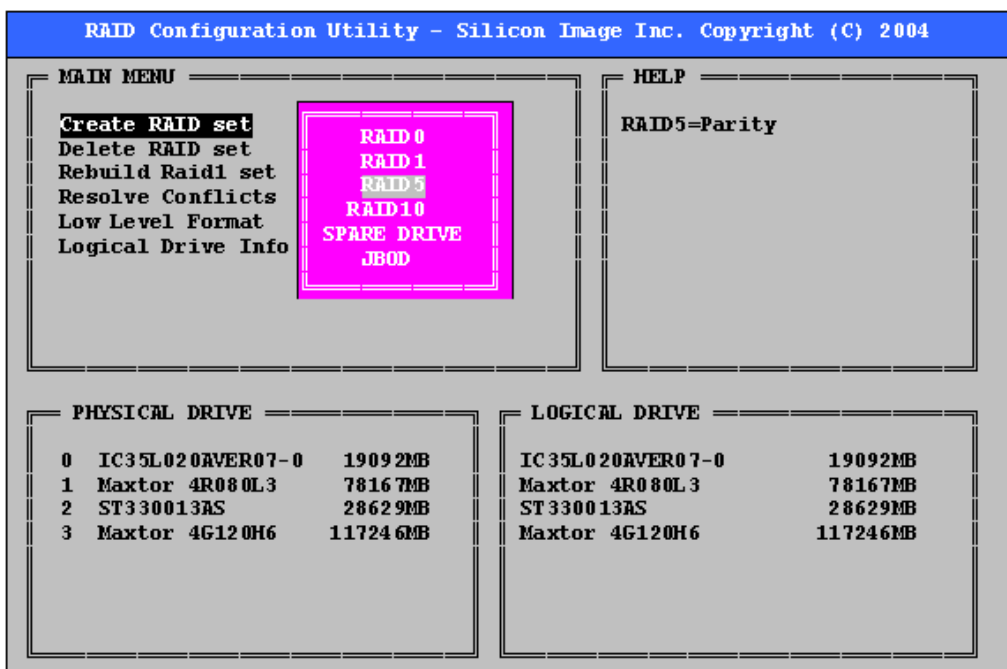 RAID Configuration Utility - Silicon Image Inc. Copyright (C) 2004
MAIN MENU
Create RAID set
Delete RAID set
Rebuild Raid1 set
Resolve Conflicts
Low Level Format
Logical Drive Info
RAID0
RAID1
RAID5
RAID10
SPARE DRIVE
JBOD
HELP
RAID5=Parity
PHYSICAL DRIVE
0 IC35L020AVER07-0 19092MB
1 Maxtor 4R080L3 78167MB
2 ST330013AS 28629MB
3 Maxtor 4G120H6 117246MB
LOGICAL DRIVE
IC35L020AVER07-0 19092MB
Maxtor 4R080L3 78167MB
ST330013AS 28629MB
Maxtor 4G120H6 117246MB